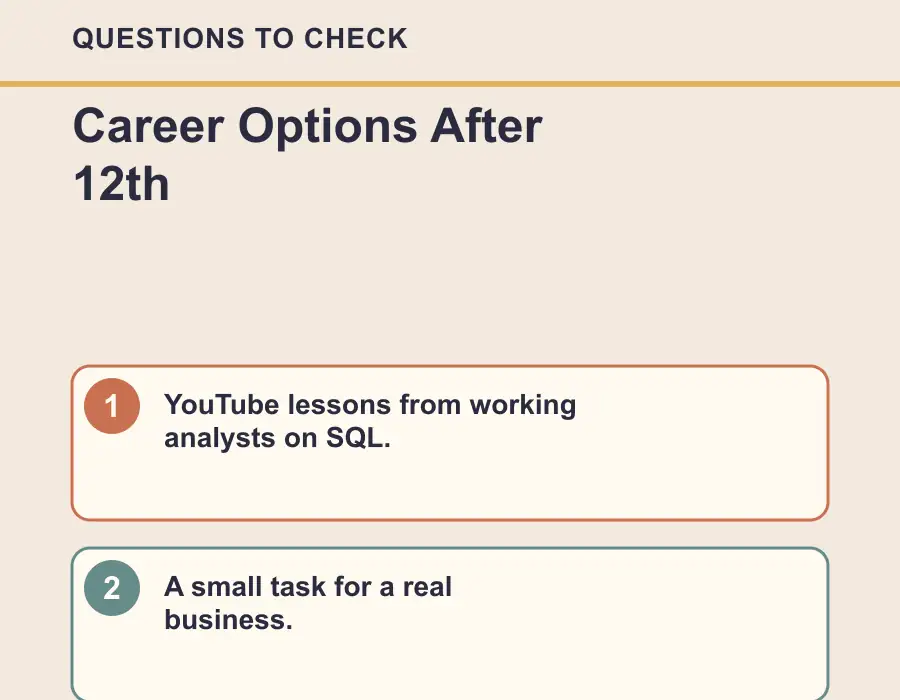 QUESTIONS TO CHECK
Career Options After
12th
1
YouTube lessons from working
analysts on SQL.
2
A small task for a real
business.